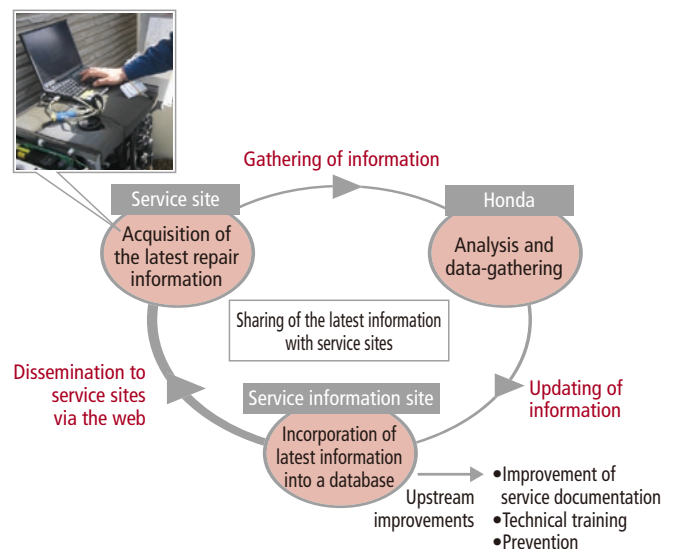 Gathering of information
Service site
Acquisition of
the latest repair
information
Honda
Analysis and
data-gathering
Sharing of the latest information
with service sites
Dissemination to
service sites
via the web
Updating of
information
Service information site
Incorporation of
latest information
into a database
Upstream
improvements
•Improvement of
service documentation
•Technical training
•Prevention